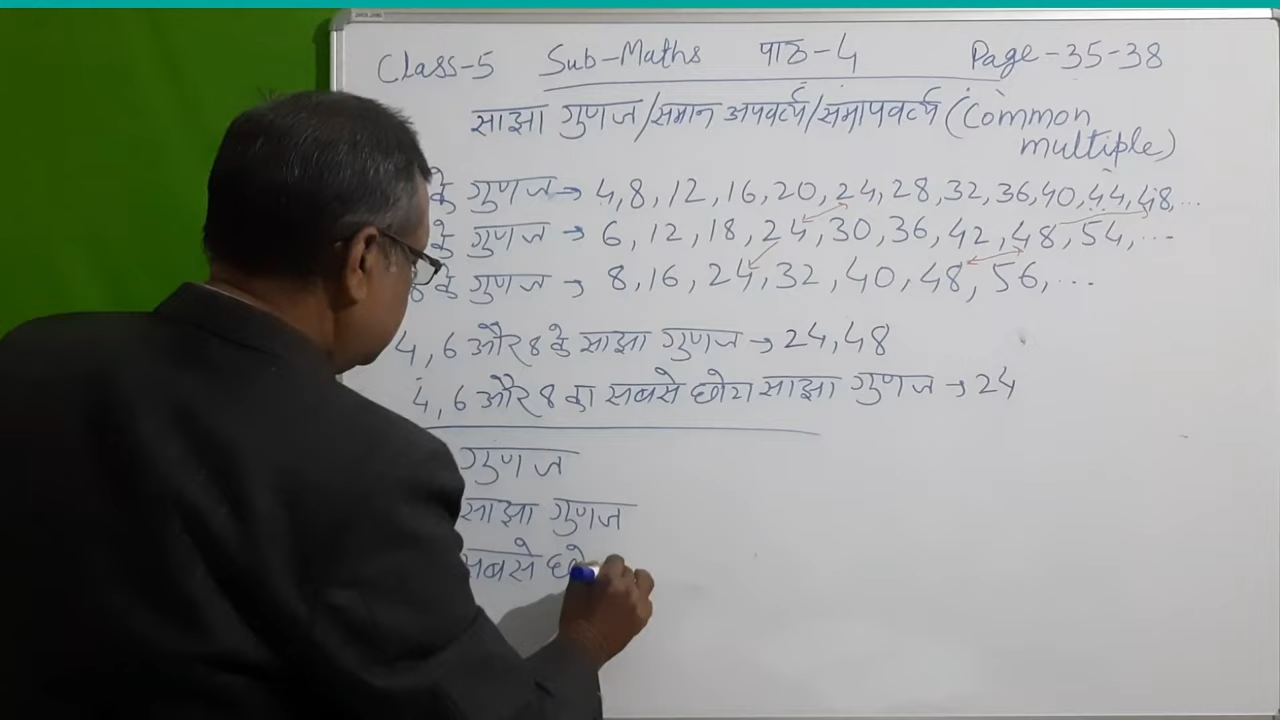 Class-5 Sub-Maths पाठ-4 Page-35-38
साझा गुणज/समान अपवर्त्य/समापवर्त्य (Common
multiple)
के गुणज→ 4,8,12,16,20,24,28,32,36,40,44,48,...
के गुणज → 6,12,18,24,30,36,42,48,54,...
8 के गुणज → 8,16,24,32,40,48,56,...
4,6 और 8 के साझा गुणज → 24,48
4,6 और 8 का सबसे छोटा साझा गुणज → 24
गुणज
साझा गुणज
सबसे छो